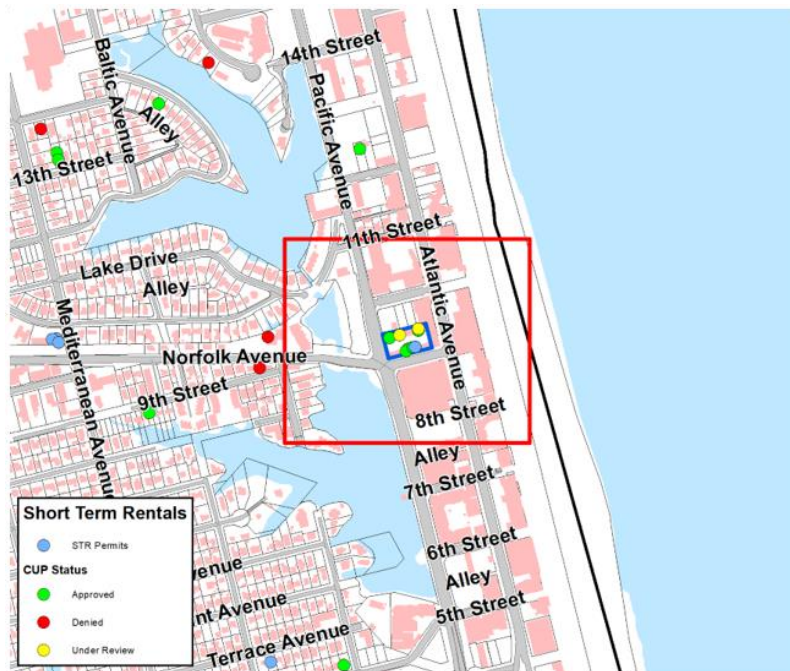 14th Street
Baltic Avenue
Pacific Avenue
Alley
13th Street
11th Street
Lake Drive
Atlantic Avenue
Alley
Mediterranean Avenue
Norfolk Avenue
9th Street
8th Street
Alley
7th Street
6th Street
Alley
5th Street
Avenue
Avenue
Terrace Avenue
Short Term Rentals
STR Permits
CUP Status
Approved
Denied
Under Review